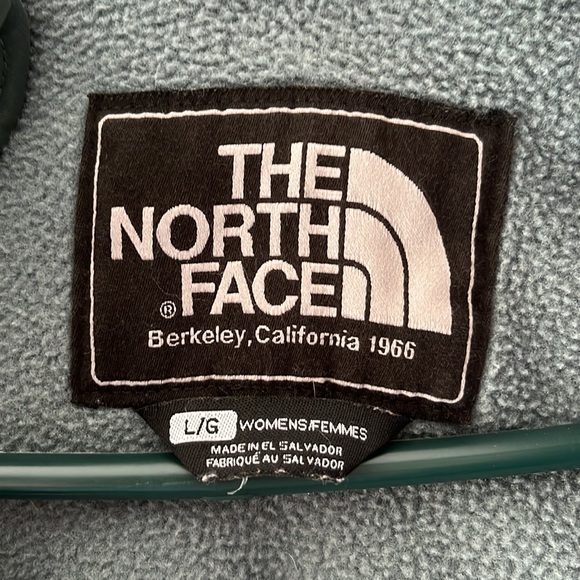 THE
NORTH
® FACE
Berkeley, California 1966
L/G WOMENS/FEMMES
MADE IN EL SALVADOR
FABRIQUÉ AU SALVADOR